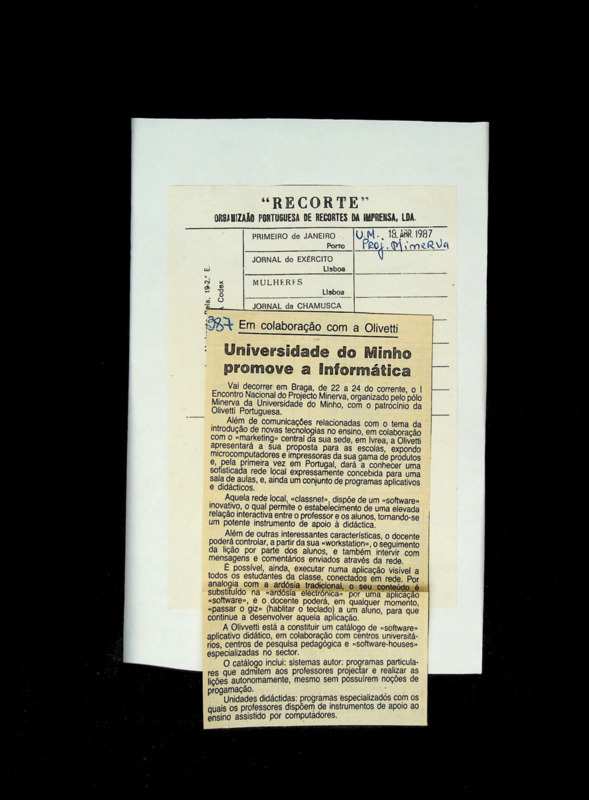 "RECORTE"
ORGANIZAÃO PORTUGUESA DE RECORTES DA IMPRENSA, LDA.
PRIMEIRO de JANEIRO
Porto
U.M. 18. ABR. 1987
Proj. Minerva
JORNAL do EXÉRCITO
Lisboa
MULHERES
Lisboa
JORNAL da CHAMUSCA
19-2.º E.
Codex
387 Em colaboração com a Olivetti
Universidade do Minho
promove a Informática
Vai decorrer em Braga, de 22 a 24 do corrente, o I
Encontro Nacional do Projecto Minerva, organizado pelo pólo
Minerva da Universidade do Minho, com o patrocínio da
Olivetti Portuguesa.
Além de comunicações relacionadas com o tema da
introdução de novas tecnologias no ensino, em colaboração
com o «marketing» central da sua sede, em Ivrea, a Olivetti
apresentará a sua proposta para as escolas, expondo
microcomputadores e impressoras da sua gama de produtos
e, pela primeira vez em Portugal, dará a conhecer uma
sofisticada rede local expressamente concebida para uma
sala de aulas, e, ainda um conjunto de programas aplicativos
e didácticos.
Aquela rede local, «classnet», dispõe de um «software»
inovativo, o qual permite o estabelecimento de uma elevada
relação interactiva entre o professor e os alunos, tornando-se
um potente instrumento de apoio à didáctica.
Além de outras interessantes características, o docente
poderá controlar, a partir da sua «workstation», o seguimento
da lição por parte dos alunos, e também intervir com
mensagens e comentários enviados através da rede.
É possível, ainda, executar numa aplicação visível a
todos os estudantes da classe, conectados em rede. Por
analogia com a ardósia tradicional, o seu conteúdo é
substituído na «ardósia electrónica» por uma aplicação
«software», e o docente poderá, em qualquer momento,
«passar o giz» (hablitar o teclado) a um aluno, para que
continue a desenvolver aquela aplicação.
A Olivvetti está a constituir um catálogo de «software»
aplicativo didático, em colaboração com centros universitá-
rios, centros de pesquisa pedagógica e «software-houses»
especializadas no sector.
O catálogo inclui: sistemas autor: programas particula-
res que admitem aos professores projectar e realizar as
lições autonomamente, mesmo sem possuírem noções de
progamação.
Unidades didáctidas: programas especializados com os
quais os professores dispõem de instrumentos de apoio ao
ensino assistido por computadores.